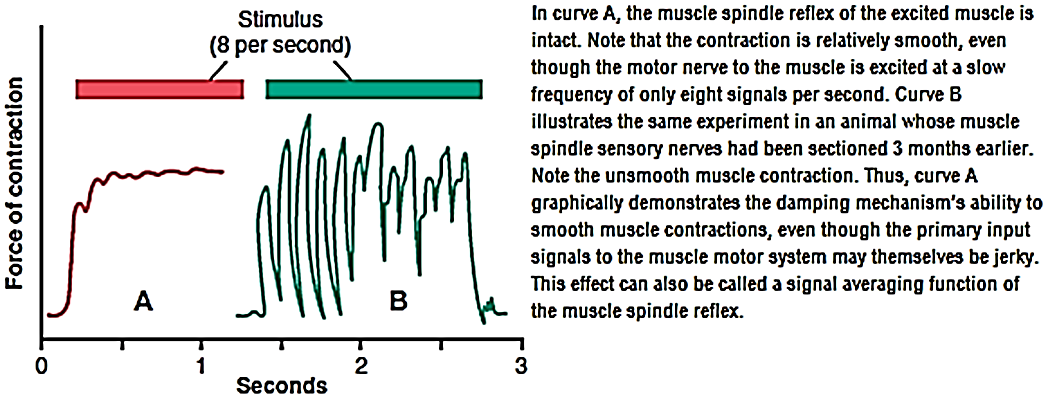 Stimulus
(8 per second)
Force of contraction
A
B
0
1
2
3
Seconds
In curve A, the muscle spindle reflex of the excited muscle is
intact. Note that the contraction is relatively smooth, even
though the motor nerve to the muscle is excited at a slow
frequency of only eight signals per second. Curve B
illustrates the same experiment in an animal whose muscle
spindle sensory nerves had been sectioned 3 months earlier.
Note the unsmooth muscle contraction. Thus, curve A
graphically demonstrates the damping mechanism's ability to
smooth muscle contractions, even though the primary input
signals to the muscle motor system may themselves be jerky.
This effect can also be called a signal averaging function of
the muscle spindle reflex.